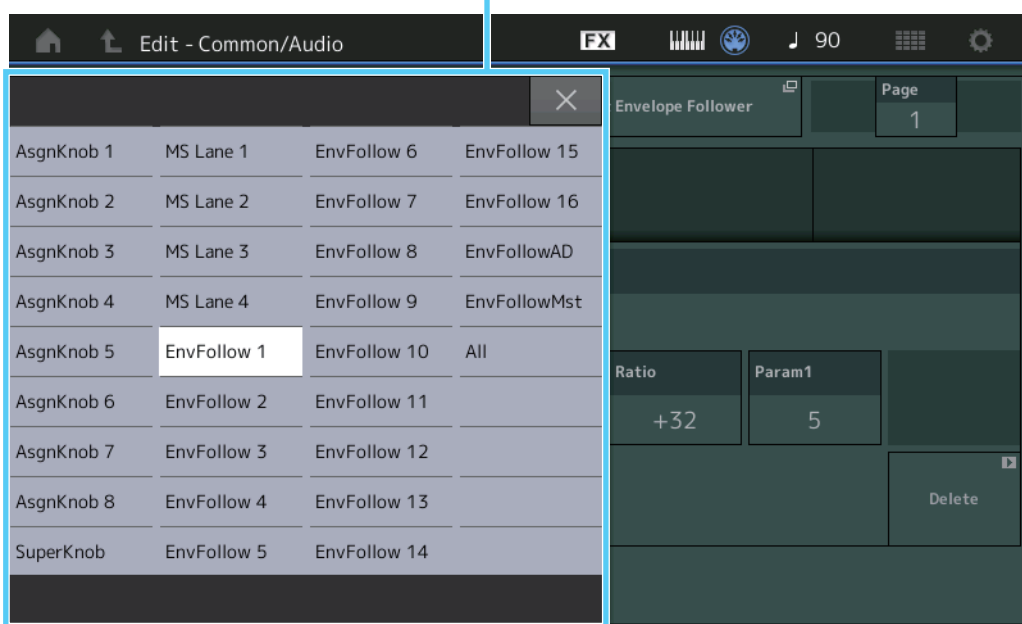 Edit - Common/Audio
FX
90
Envelope Follower
Page
1
AsgnKnob 1 MS Lane 1 EnvFollow 6 EnvFollow 15
AsgnKnob 2 MS Lane 2 EnvFollow 7 EnvFollow 16
AsgnKnob 3 MS Lane 3 EnvFollow 8 EnvFollowAD
AsgnKnob 4 MS Lane 4 EnvFollow 9 EnvFollowMst
AsgnKnob 5 EnvFollow 1 EnvFollow 10 All
AsgnKnob 6 EnvFollow 2 EnvFollow 11
AsgnKnob 7 EnvFollow 3 EnvFollow 12
AsgnKnob 8 EnvFollow 4 EnvFollow 13
SuperKnob EnvFollow 5 EnvFollow 14
Ratio
+32
Param1
5
Delete